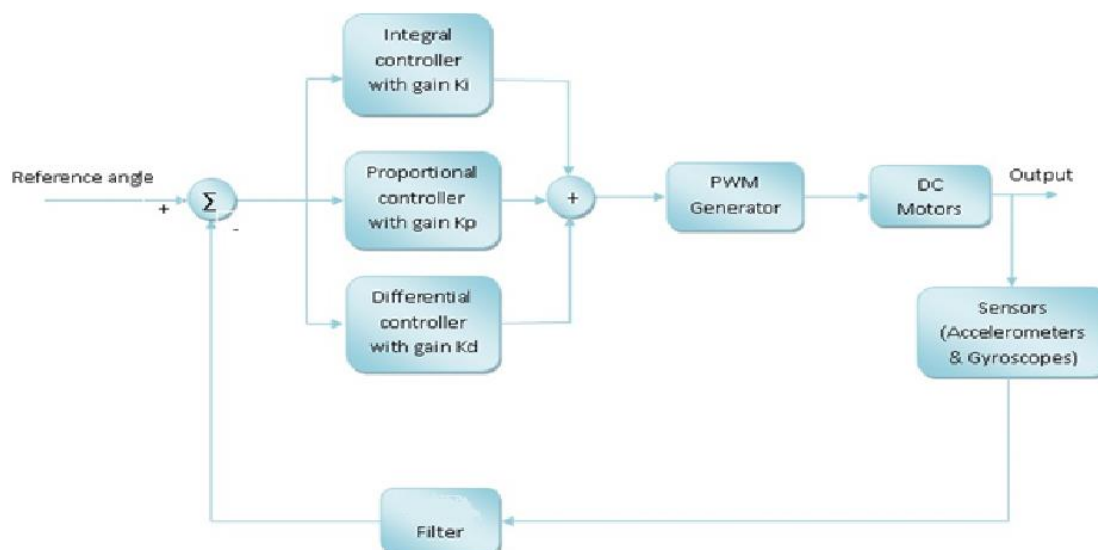 Integral
controller
with gain Ki
Reference angle
+
Σ
-
Proportional
controller
with gain Kp
+
PWM
Generator
DC
Motors
Output
Differential
controller
with gain Kd
Sensors
(Accelerometers
& Gyroscopes)
Filter